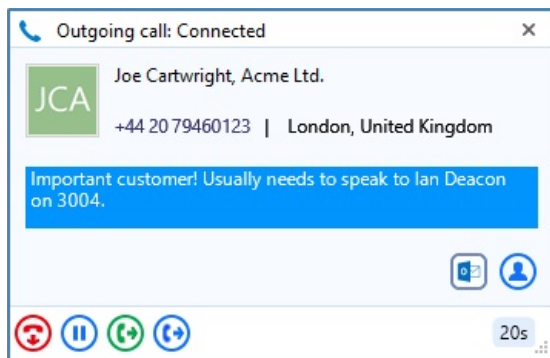 Outgoing call: Connected
JCA
Joe Cartwright, Acme Ltd.
+44 20 79460123 | London, United Kingdom
Important customer! Usually needs to speak to Ian Deacon
on 3004.
20s